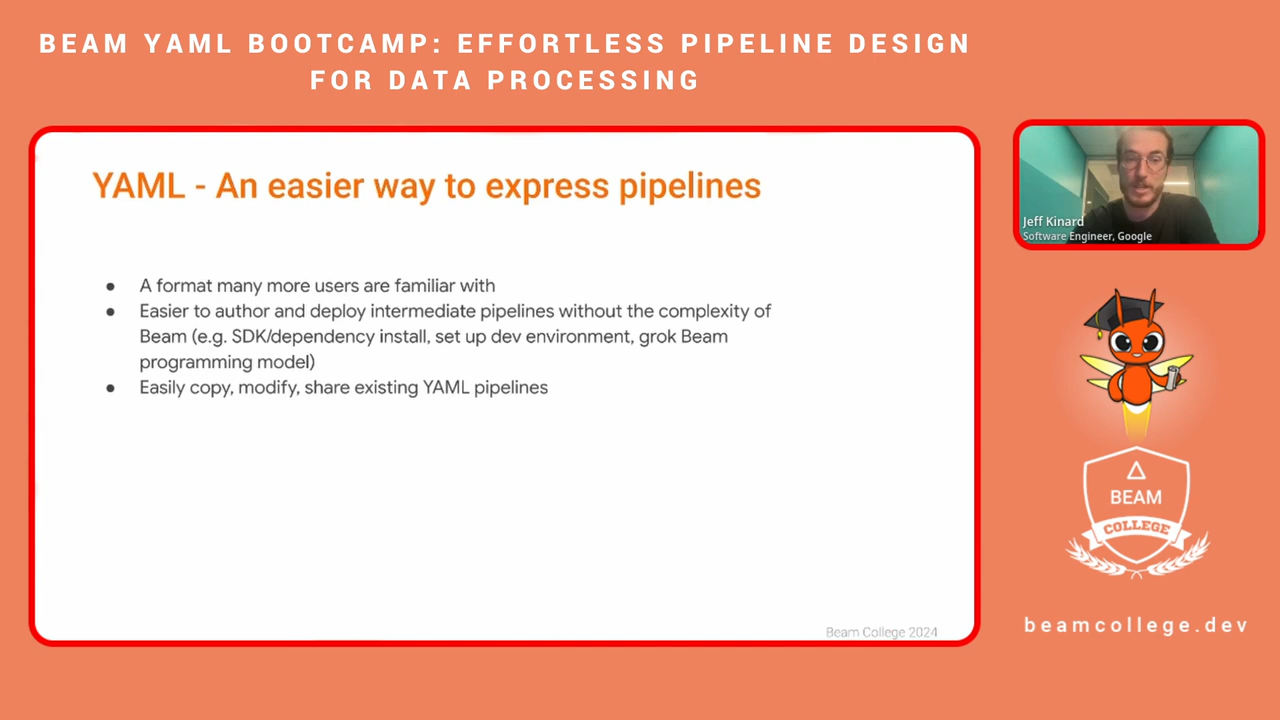 BEAM YAML BOOTCAMP: EFFORTLESS PIPELINE DESIGN
FOR DATA PROCESSING
YAML - An easier way to express pipelines
● A format many more users are familiar with
● Easier to author and deploy intermediate pipelines without the complexity of
Beam (e.g. SDK/dependency install, set up dev environment, grok Beam
programming model)
● Easily copy, modify, share existing YAML pipelines
Beam College 2024
Jeff Kinard
Software Engineer, Google
BEAM
COLLEGE
beamcollege.dev